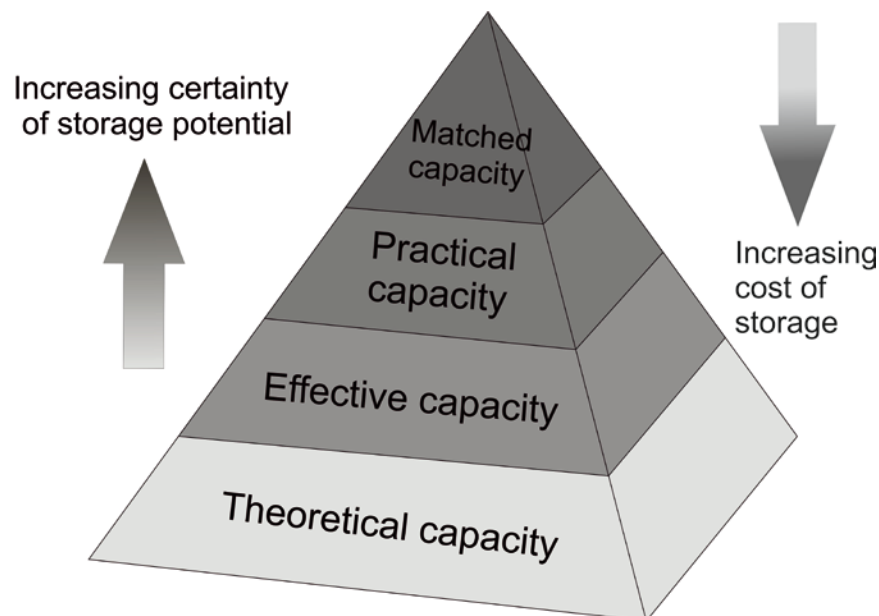 Increasing certainty
of storage potential
Matched
capacity
Practical
capacity
Effective capacity
Theoretical capacity
Increasing
cost of
storage